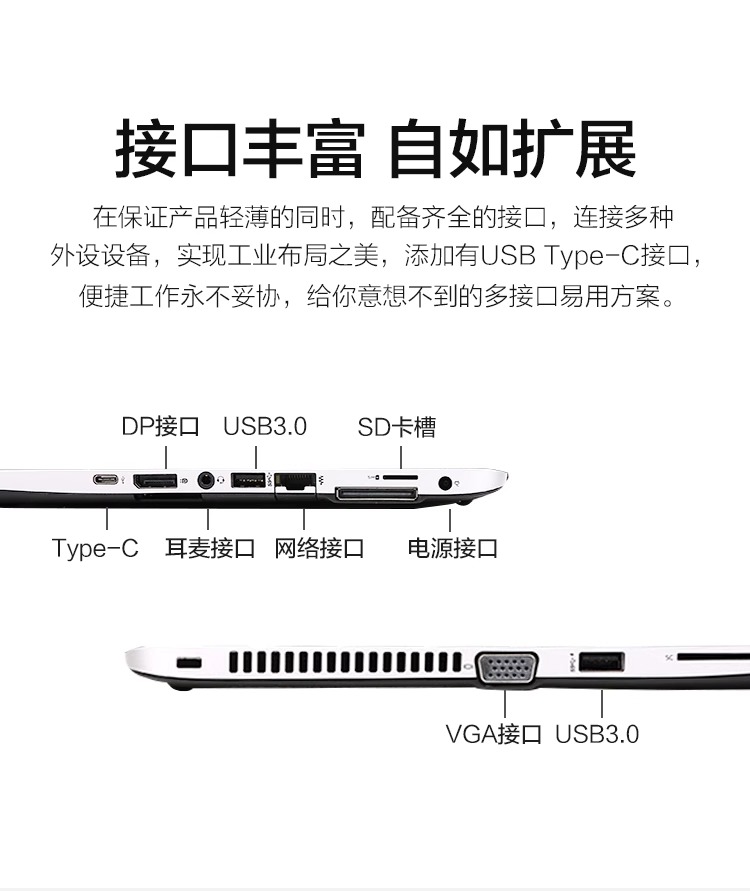 接口丰富 自如扩展
在保证产品轻薄的同时，配备齐全的接口，连接多种
外设设备，实现工业布局之美，添加有USB Type-C接口，
便捷工作永不妥协，给你意想不到的多接口易用方案。
DP接口 USB3.0 SD卡槽
Type-C 耳麦接口 网络接口 电源接口
VGA接口 USB3.0